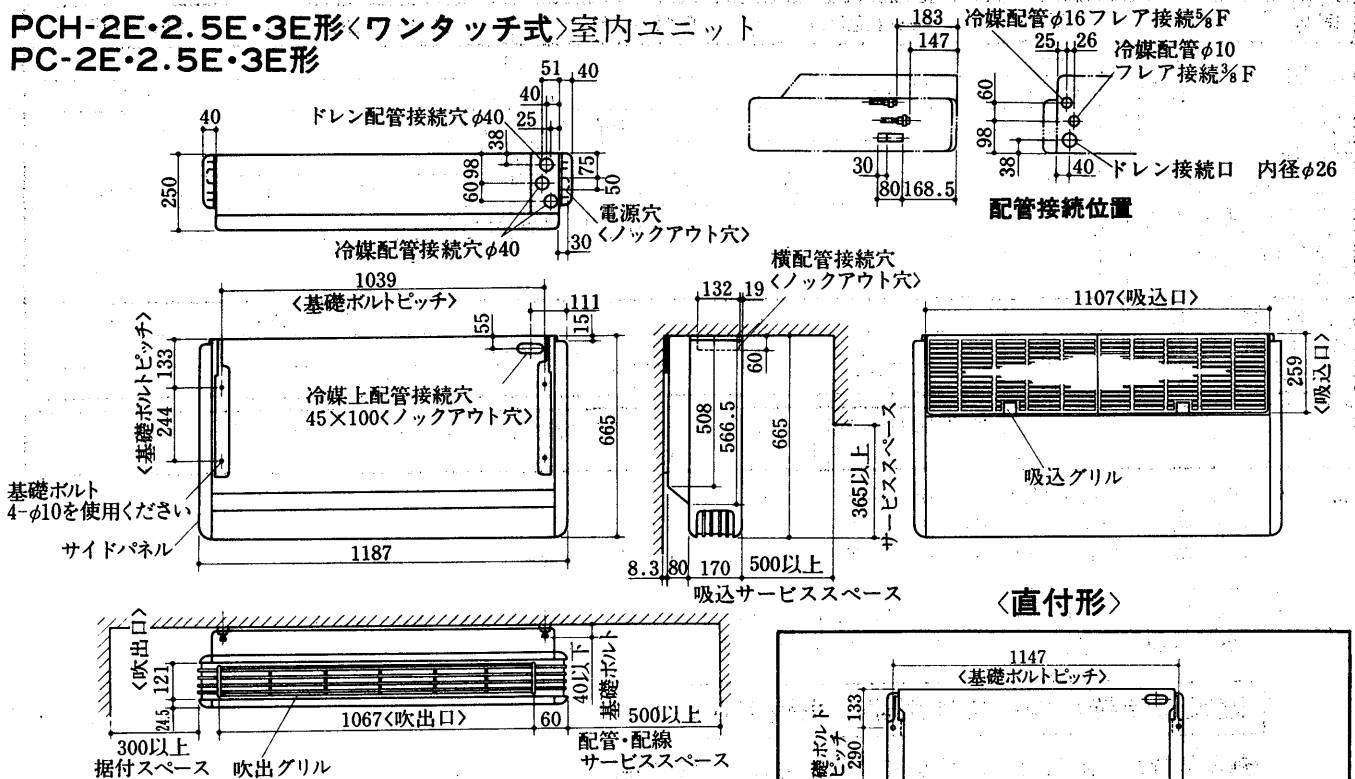 PCH-2E・2.5E・3E形〈ワンタッチ式〉室内ユニット
PC-2E・2.5E・3E形
40
250
ドレン配管接続穴φ40
51
40
40
25
38
98
60
75
50
電源穴
〈ノックアウト穴〉
30
冷媒配管接続穴φ40
183
147
30
80
168.5
冷媒配管φ16フレア接続⅝F
25
26
冷媒配管φ10
フレア接続⅜F
60
98
38
40
ドレン接続口 内径φ26
配管接続位置
1039
〈基礎ボルトピッチ〉
111
55
15
〈基礎ボルトピッチ〉
133
244
冷媒上配管接続穴
45×100〈ノックアウト穴〉
665
基礎ボルト
4-φ10を使用ください
サイドパネル
1187
横配管接続穴
〈ノックアウト穴〉
132
19
60
508
566.5
665
365以上
サービススペース
8.3
80
170
500以上
吸込サービススペース
1107〈吸込口〉
259
〈吸込口〉
吸込グリル
〈吹出口〉
121
24.5
1067〈吹出口〉
60
40以下
基礎ボルト
500以上
配管・配線
サービススペース
300以上
据付スペース
吹出グリル
〈直付形〉
1147
〈基礎ボルトピッチ〉
133
290
礎ボルト
ピッチ